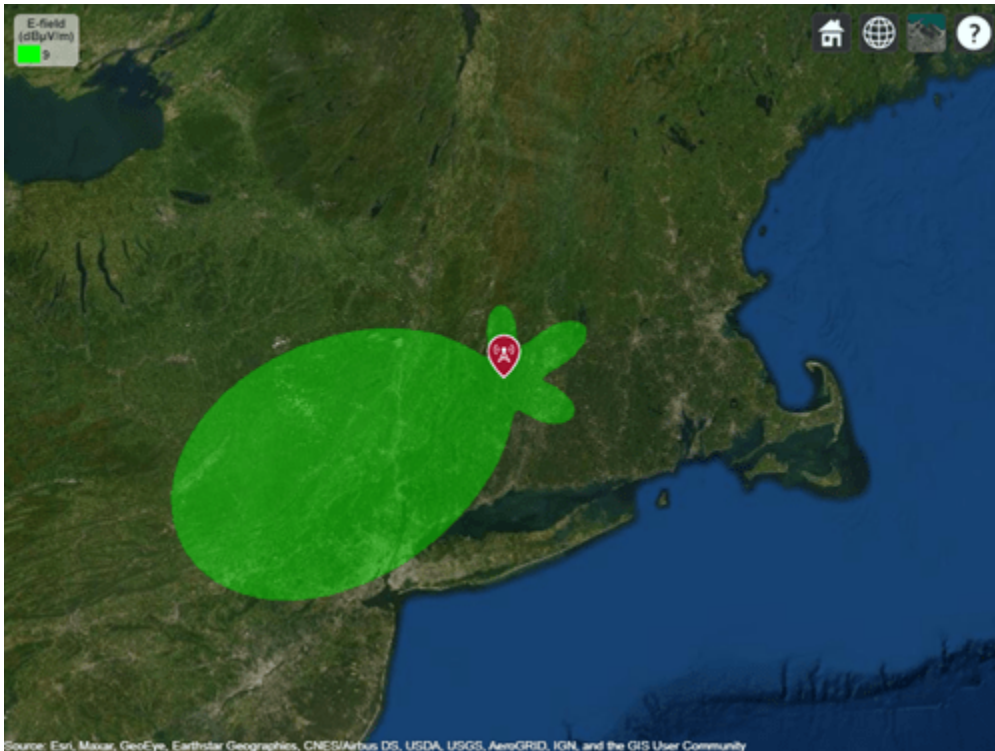 E-field
(dBµV/m)
9
?
Source: Esri, Maxar, GeoEye, Earthstar Geographics, CNES/Airbus DS, USDA, USGS, AeroGRID, IGN, and the GIS User Community